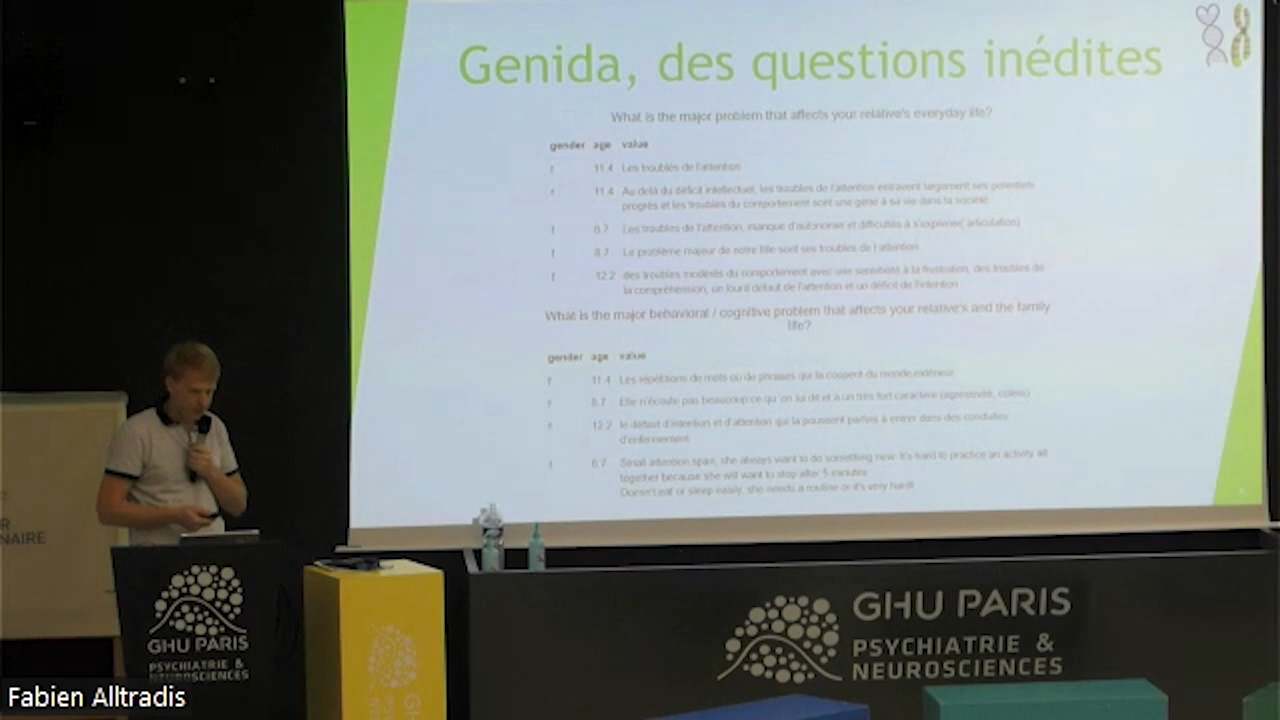 Genida, des questions inédites
What is the major problem that affects your relative's everyday life?
gender age value
f 11.4 Les troubles de l'attention
f 11.4 Au delà du déficit intellectuel, les troubles de l'attention entravent largement ses potentiels
progrès et les troubles du comportement sont une gêne à sa vie dans la société
f 8.7 Les troubles de l'attention, manque d'autonomie et difficultés à s'exprimer( articulation)
f 8.7 Le problème majeur de notre fille sont ses troubles de l'attention.
f 12.2 des troubles modérés du comportement avec une sensibilité à la frustration, des troubles de
la compréhension, un lourd défaut de l'attention et un déficit de l'intention
What is the major behavioral / cognitive problem that affects your relative's and the family
life?
gender age value
f 11.4 Les répétitions de mots ou de phrases qui la coupent du monde extérieur
f 8.7 Elle n'écoute pas beaucoup ce qu'on lui dit et à un très fort caractère (agressivité, colère)
f 12.2 le défaut d'intention et d'attention qui la poussent parfois à entrer dans des conduites
d'enfermement
f 6.7 Small attention span, she always want to do something new. It's hard to practice an activity all
together because she will want to stop after 5 minutes.
Doesn't eat or sleep easily, she needs a routine or it's very hard!
NAIRE
GHU PARIS
PSYCHIATRIE &
NEUROSCIENCES
GHU PARIS
PSYCHIATRIE &
NEUROSCIENCES
Fabien Alltradis